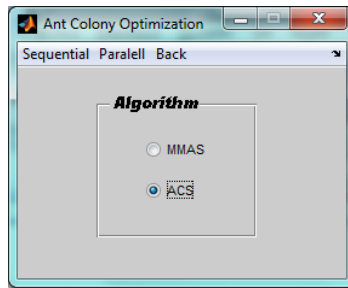 Ant Colony Optimization
Sequential Paralell Back
Algorithm
MMAS
ACS